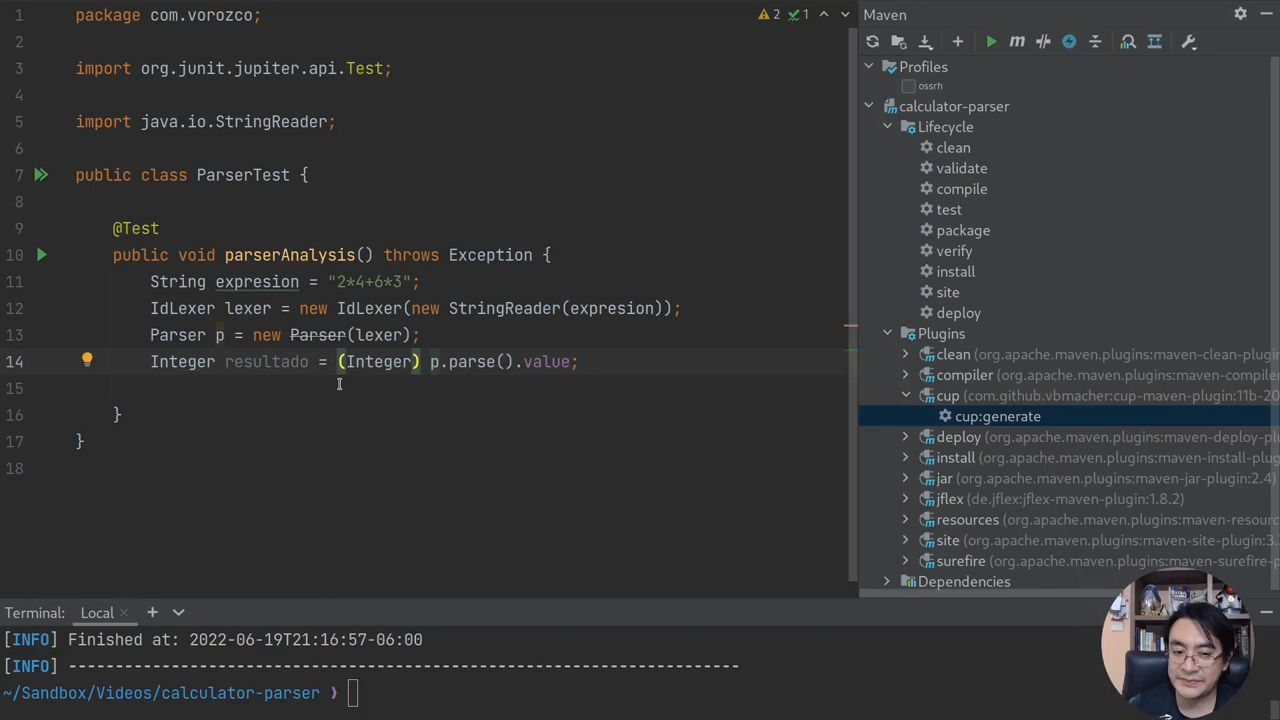 1 package com.vorozco;
2
3 import org.junit.jupiter.api.Test;
4
5 import java.io.StringReader;
6
7 public class ParserTest {
8
9 @Test
10 public void parserAnalysis() throws Exception {
11 String expresion = "2*4+6*3";
12 IdLexer lexer = new IdLexer(new StringReader(expresion));
13 Parser p = new Parser(lexer);
14 Integer resultado = (Integer) p.parse().value;
15
16 }
17 }
18
2 1
Maven
Profiles
ossrh
calculator-parser
Lifecycle
clean
validate
compile
test
package
verify
install
site
deploy
Plugins
clean (org.apache.maven.plugins:maven-clean-plugin:
compiler (org.apache.maven.plugins:maven-compiler
cup (com.github.vbmacher:cup-maven-plugin:11b-20
cup:generate
deploy (org.apache.maven.plugins:maven-deploy-plu
install (org.apache.maven.plugins:maven-install-plug
jar (org.apache.maven.plugins:maven-jar-plugin:2.4)
jflex (de.jflex:jflex-maven-plugin:1.8.2)
resources (org.apache.maven.plugins:maven-resourc
site (org.apache.maven.plugins:maven-site-plugin:3.
surefire (org.apache.maven.plugins:maven-surefire-p
Dependencies
Terminal: Local
[INFO] Finished at: 2022-06-19T21:16:57-06:00
[INFO] ------------------------------------------------------------------------
~/Sandbox/Videos/calculator-parser ❯